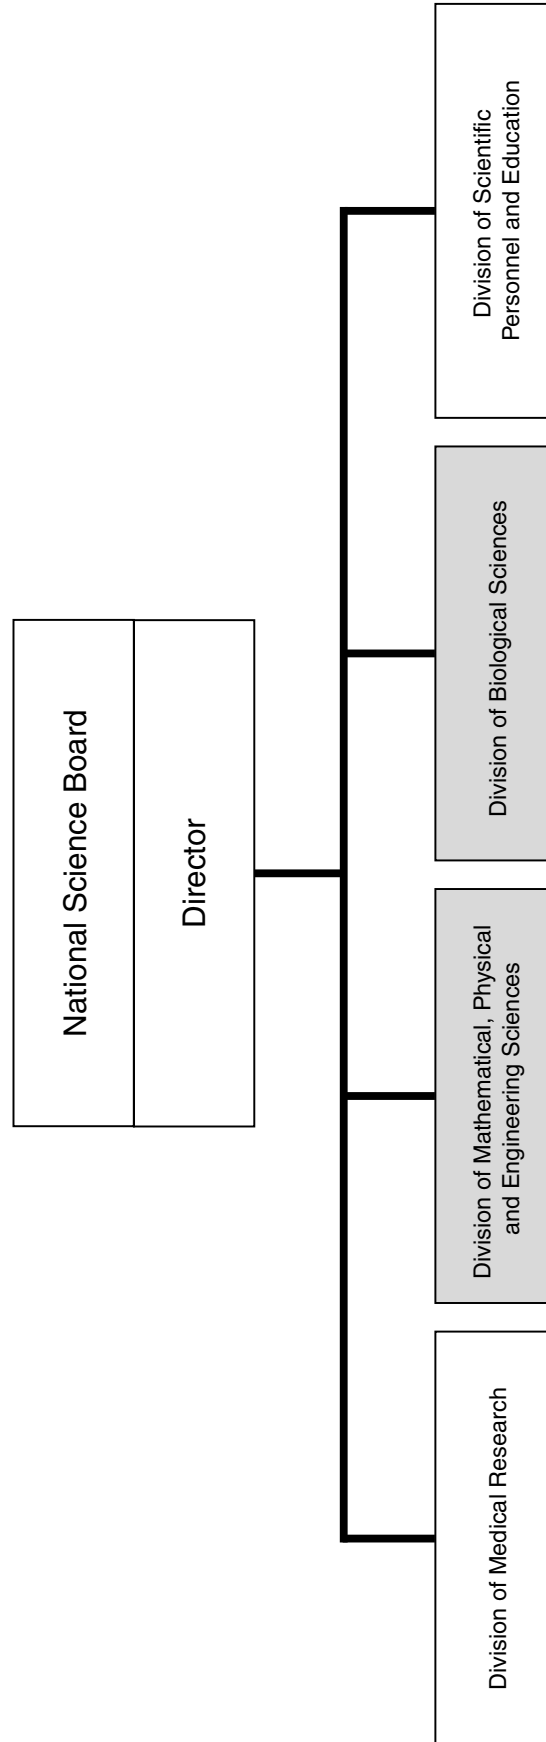 National Science Board
Director
Division of Medical Research
Division of Mathematical, Physical
and Engineering Sciences
Division of Biological Sciences
Division of Scientific
Personnel and Education